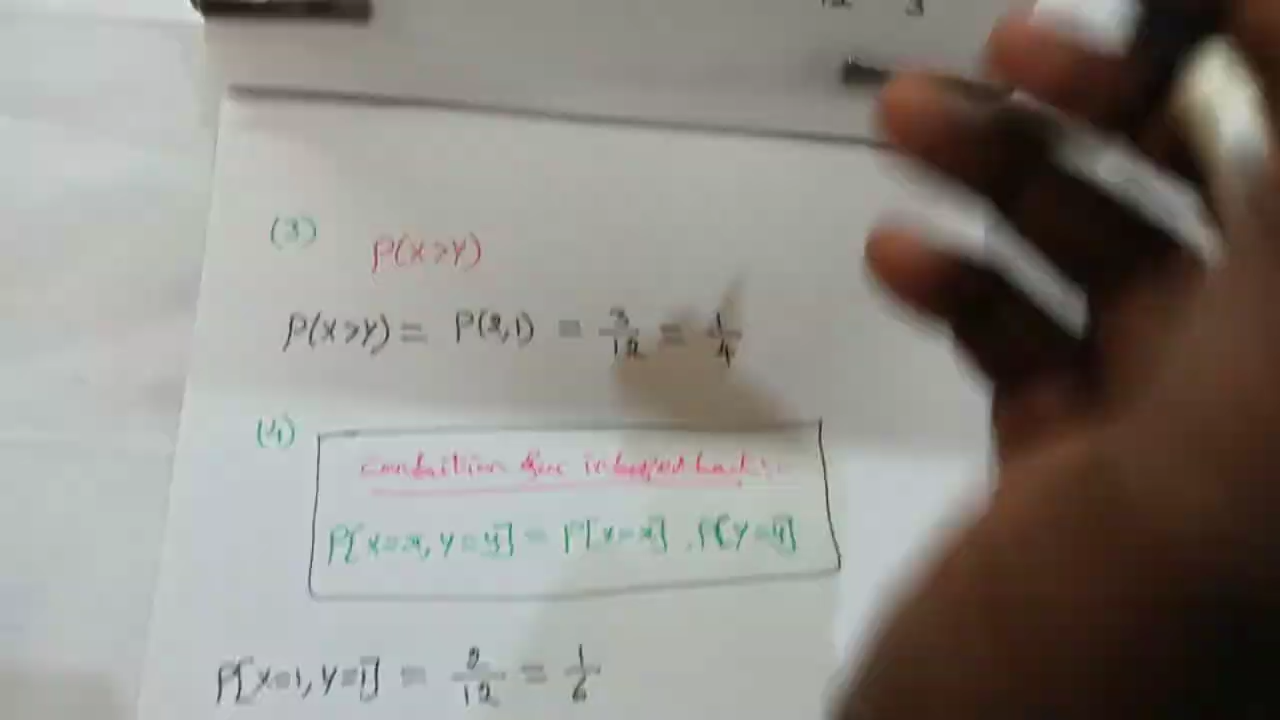 (3) P(X>Y)
P(X>Y) = P(2,1) = 3/12 = 1/4
(4)
condition for independent:-
P[X=x, Y=y] = P[X=x] . P[Y=y]
P[X=1, Y=1] = 2/12 = 1/6